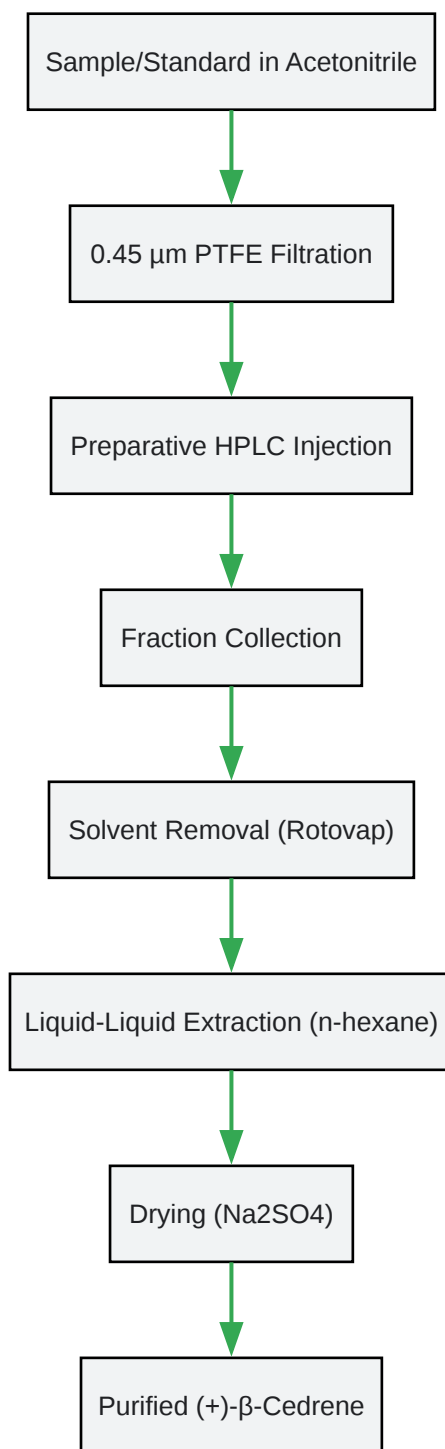 Sample/Standard in Acetonitrile
0.45 µm PTFE Filtration
Preparative HPLC Injection
Fraction Collection
Solvent Removal (Rotovap)
Liquid-Liquid Extraction (n-hexane)
Drying (Na2SO4)
Purified (+)-β-Cedrene